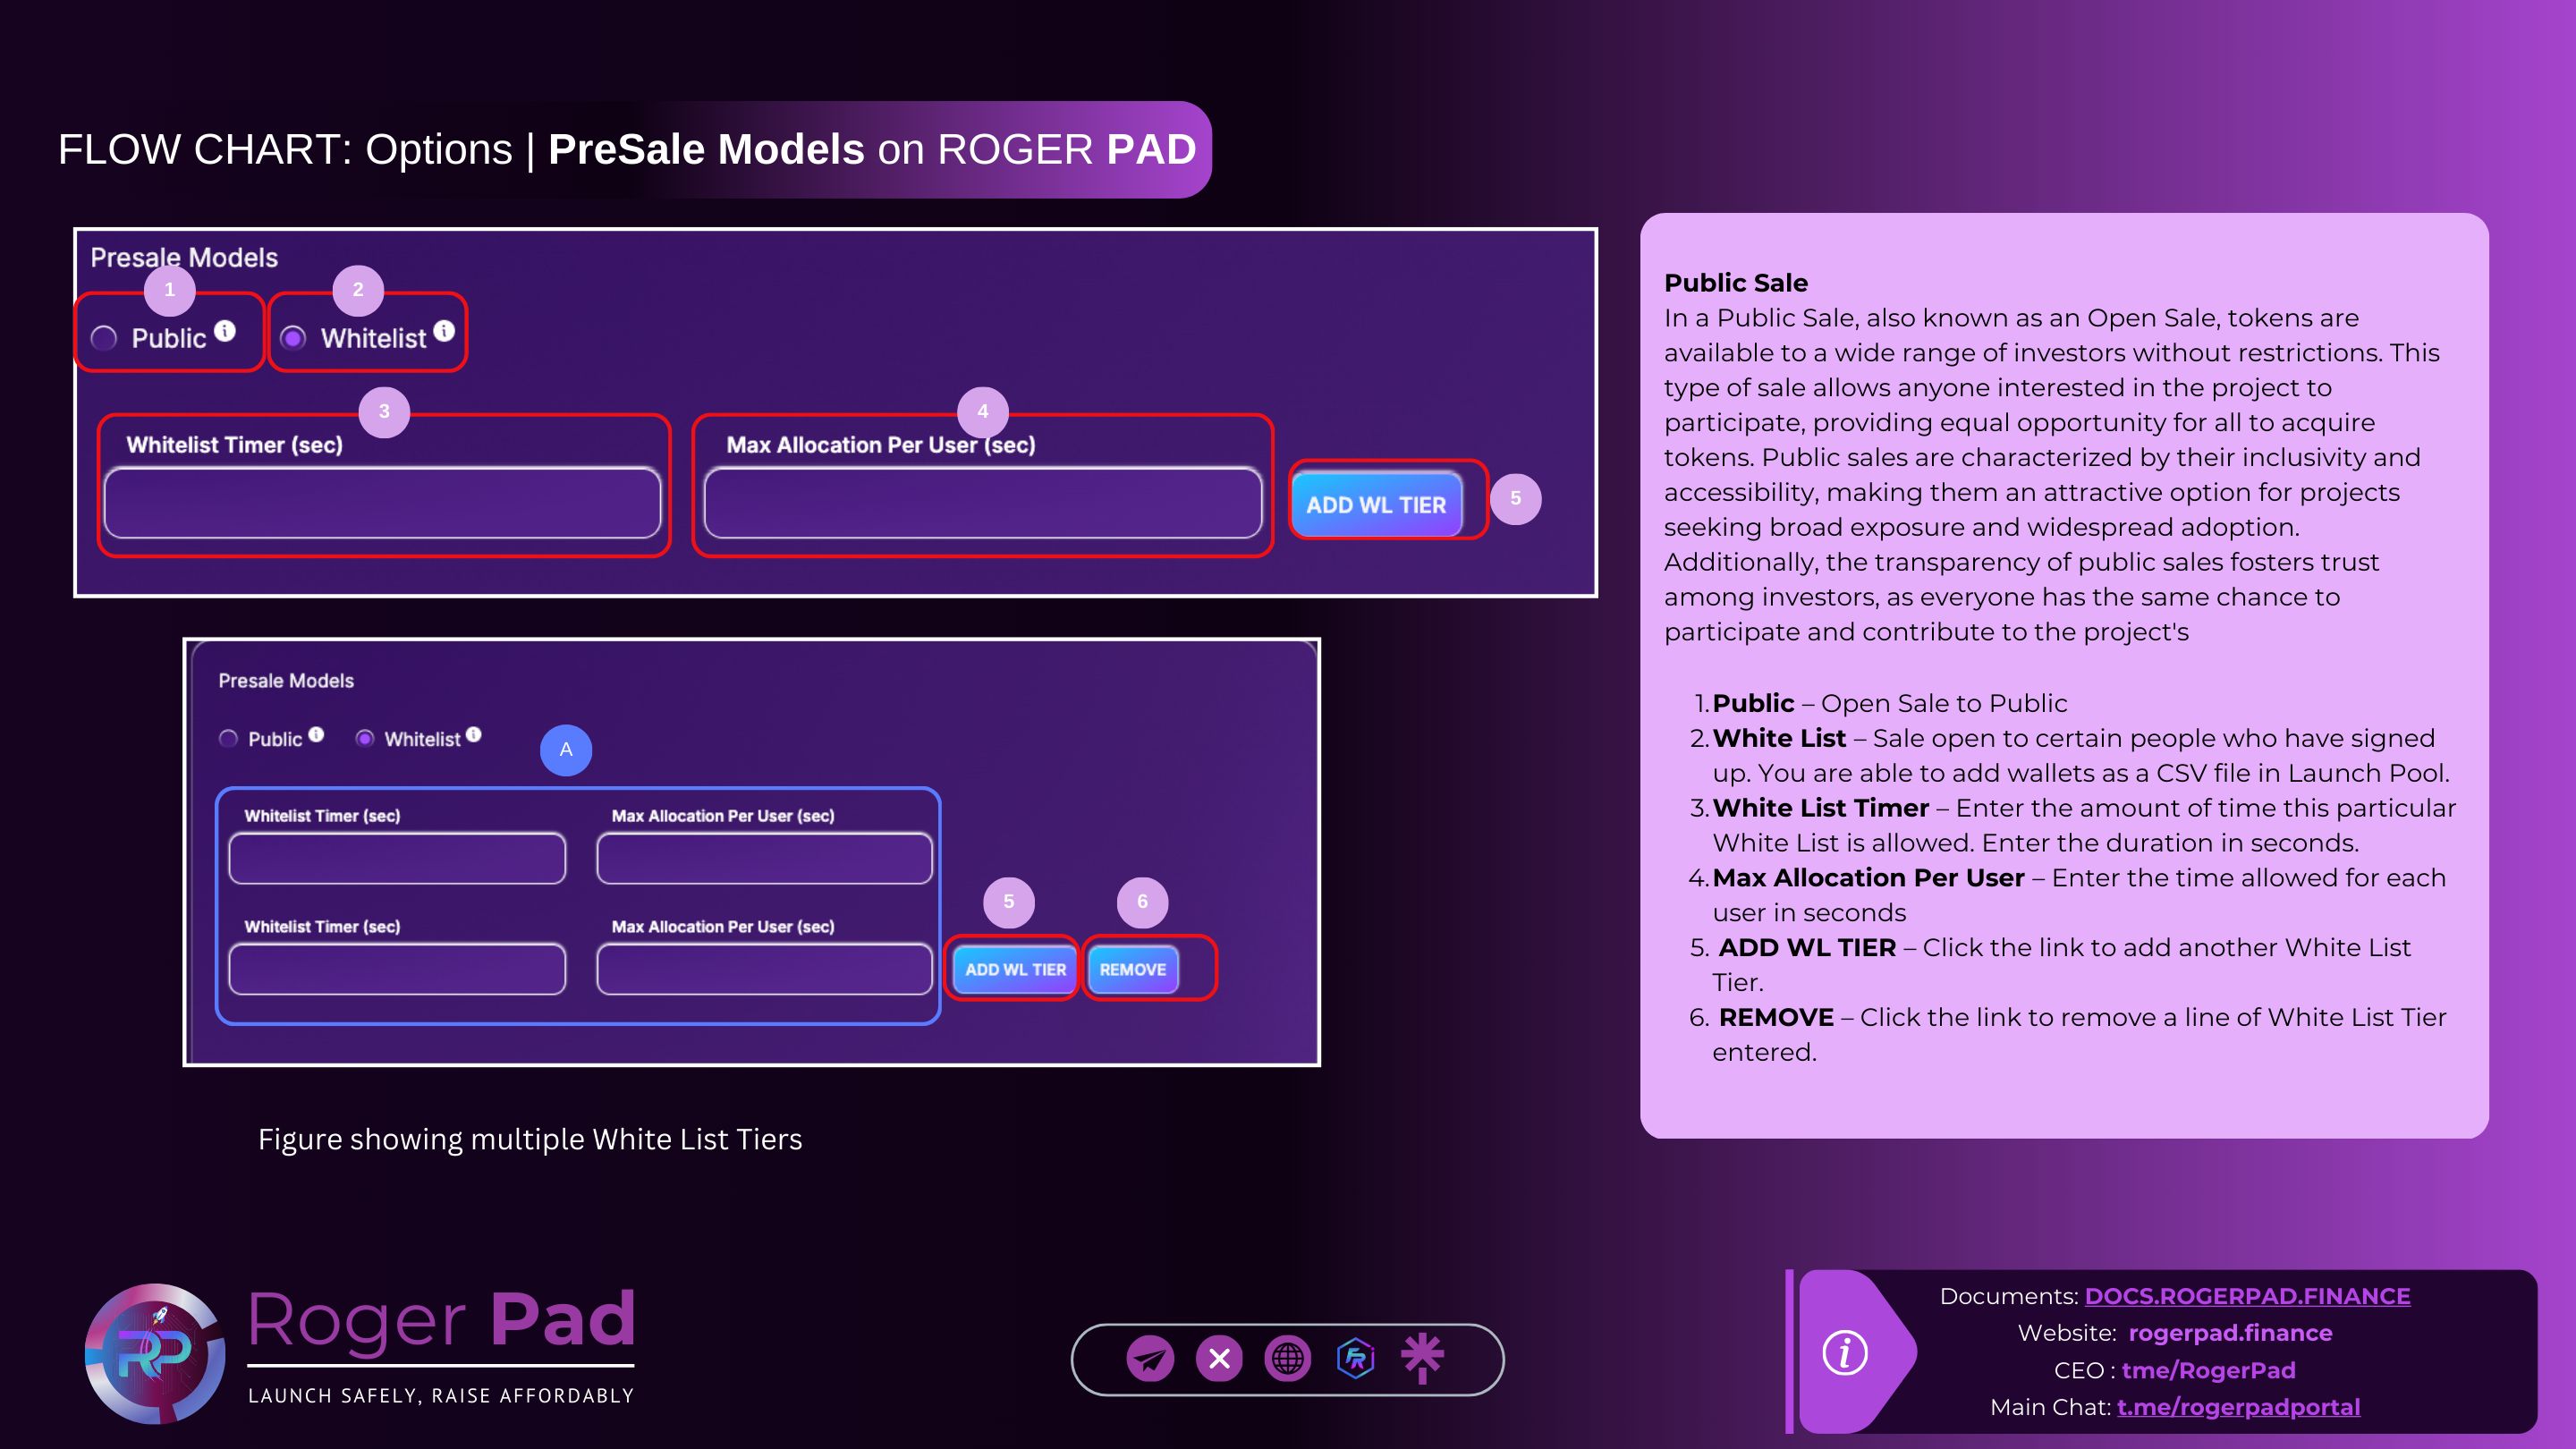 FLOW CHART: Options | PreSale Models on ROGER PAD
Presale Models
1
2
Public i
Whitelist i
3
4
Whitelist Timer (sec)
Max Allocation Per User (sec)
ADD WL TIER
5
Presale Models
Public i
Whitelist i
A
Whitelist Timer (sec)
Max Allocation Per User (sec)
Whitelist Timer (sec)
Max Allocation Per User (sec)
5
6
ADD WL TIER
REMOVE
Figure showing multiple White List Tiers
Public Sale
In a Public Sale, also known as an Open Sale, tokens are
available to a wide range of investors without restrictions. This
type of sale allows anyone interested in the project to
participate, providing equal opportunity for all to acquire
tokens. Public sales are characterized by their inclusivity and
accessibility, making them an attractive option for projects
seeking broad exposure and widespread adoption.
Additionally, the transparency of public sales fosters trust
among investors, as everyone has the same chance to
participate and contribute to the project's
1. Public – Open Sale to Public
2. White List – Sale open to certain people who have signed
up. You are able to add wallets as a CSV file in Launch Pool.
3. White List Timer – Enter the amount of time this particular
White List is allowed. Enter the duration in seconds.
4. Max Allocation Per User – Enter the time allowed for each
user in seconds
5. ADD WL TIER – Click the link to add another White List
Tier.
6. REMOVE – Click the link to remove a line of White List Tier
entered.
RP
Roger Pad
LAUNCH SAFELY, RAISE AFFORDABLY
i
Documents: DOCS.ROGERPAD.FINANCE
Website: rogerpad.finance
CEO : tme/RogerPad
Main Chat: t.me/rogerpadportal